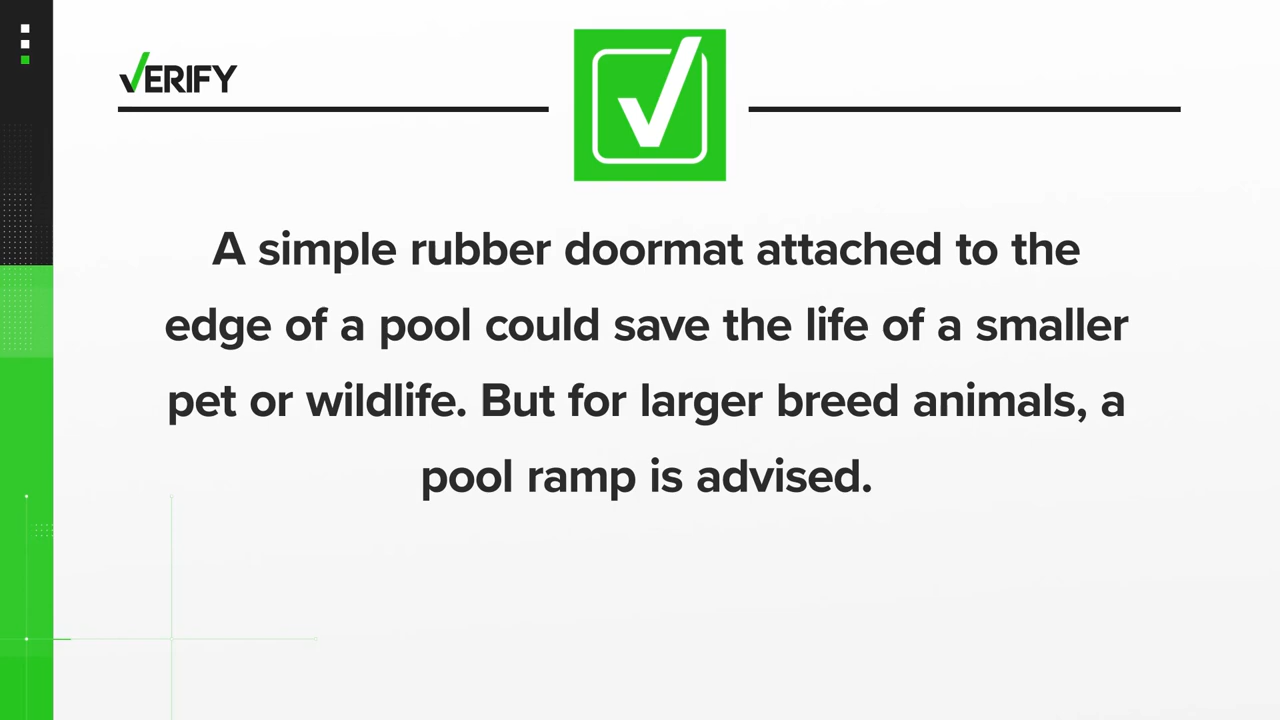 VERIFY
A simple rubber doormat attached to the
edge of a pool could save the life of a smaller
pet or wildlife. But for larger breed animals, a
pool ramp is advised.